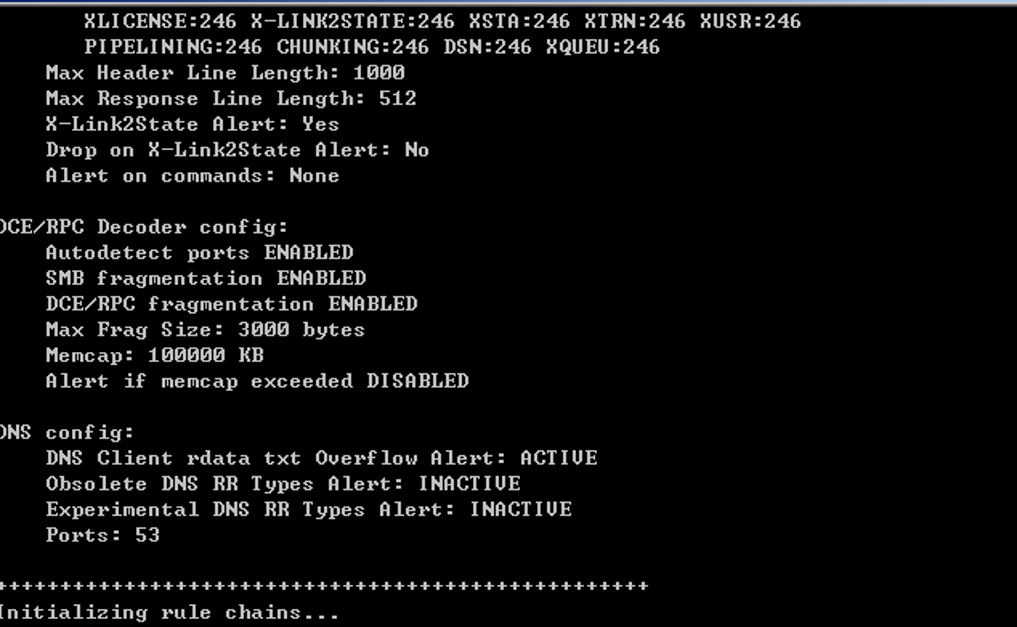 XLICENSE:246 X-LINK2STATE:246 XSTA:246 XTRN:246 XUSR:246
PIPELINING:246 CHUNKING:246 DSN:246 XQUEU:246
Max Header Line Length: 1000
Max Response Line Length: 512
X-Link2State Alert: Yes
Drop on X-Link2State Alert: No
Alert on commands: None
DCE/RPC Decoder config:
Autodetect ports ENABLED
SMB fragmentation ENABLED
DCE/RPC fragmentation ENABLED
Max Frag Size: 3000 bytes
Memcap: 100000 KB
Alert if memcap exceeded DISABLED
DNS config:
DNS Client rdata txt Overflow Alert: ACTIVE
Obsolete DNS RR Types Alert: INACTIVE
Experimental DNS RR Types Alert: INACTIVE
Ports: 53
+++++++++++++++++++++++++++++++++++++++++++++++++++
Initializing rule chains...